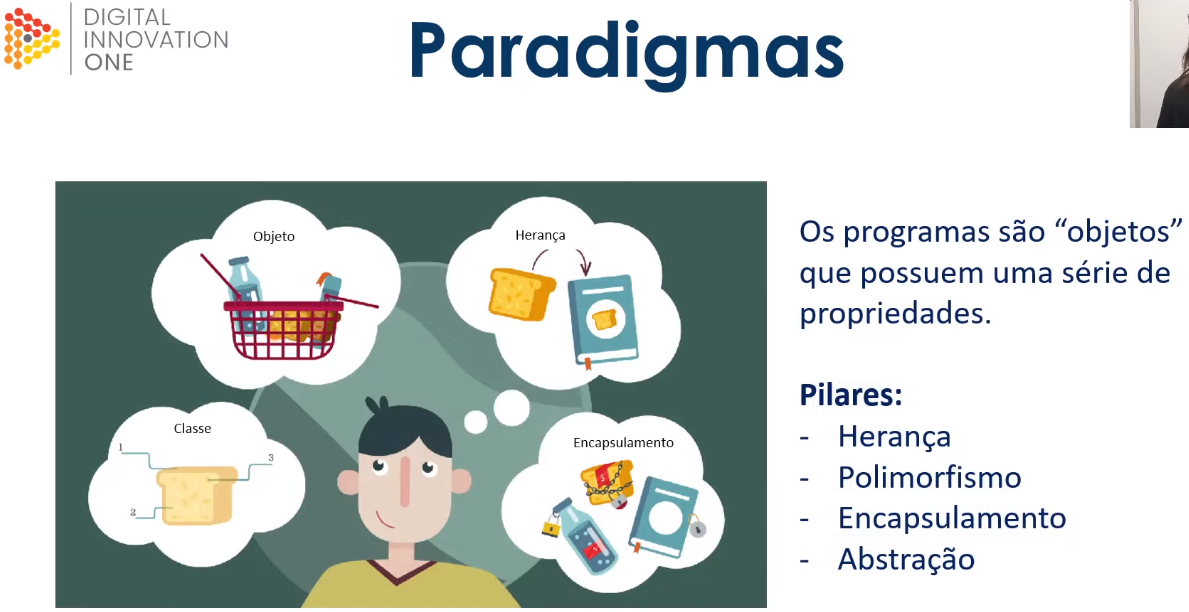 DIGITAL
INNOVATION
ONE
Paradigmas
Objeto
Herança
Classe
1
3
2
Encapsulamento
Os programas são “objetos”
que possuem uma série de
propriedades.
Pilares:
- Herança
- Polimorfismo
- Encapsulamento
- Abstração